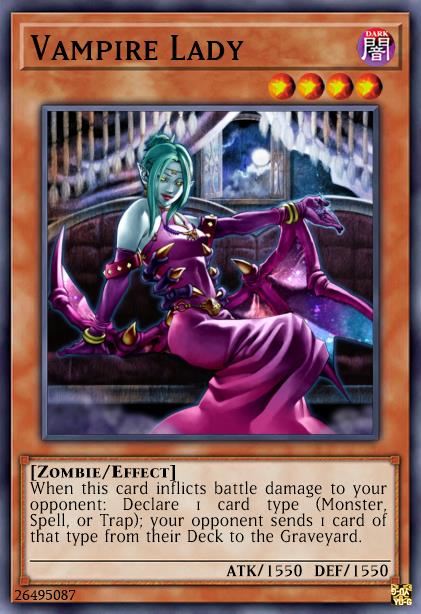 Vampire Lady
DARK
闇
[Zombie/Effect]
When this card inflicts battle damage to your
opponent: Declare 1 card type (Monster,
Spell, or Trap); your opponent sends 1 card of
that type from their Deck to the Graveyard.
ATK/1550 DEF/1550
26495087